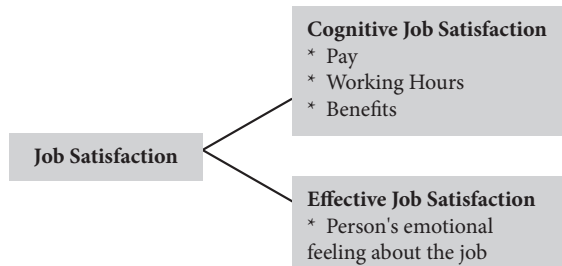 Job Satisfaction
Cognitive Job Satisfaction
* Pay
* Working Hours
* Benefits
Effective Job Satisfaction
* Person's emotional
feeling about the job